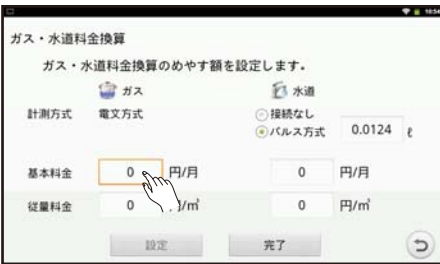 10:54
ガス・水道料金換算
ガス・水道料金換算のめやす額を設定します。
ガス 水道
計測方式 電文方式 接続なし
パルス方式 0.0124 ℓ
基本料金 0 円/月 0 円/月
従量料金 0 /㎥ 0 円/㎥
設定 完了